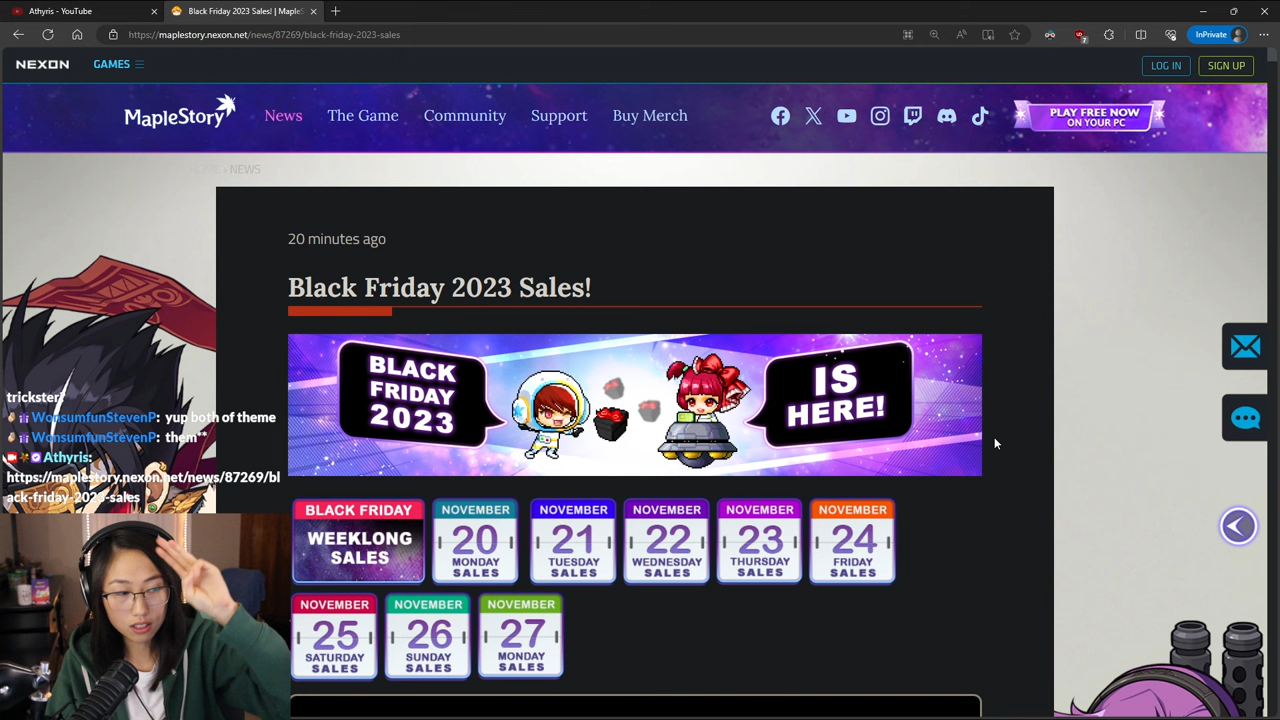 Athyris - YouTube
Black Friday 2023 Sales! | MapleS
https://maplestory.nexon.net/news/87269/black-friday-2023-sales
7
InPrivate
NEXON
GAMES
LOG IN
SIGN UP
MapleStory
News
The Game
Community
Support
Buy Merch
PLAY FREE NOW
ON YOUR PC
HOME » NEWS
20 minutes ago
Black Friday 2023 Sales!
BLACK
FRIDAY
2023
IS
HERE!
trickster!
WonsumfunStevenP: yup both of theme
WonsumfunStevenP: them**
Athyris:
https://maplestory.nexon.net/news/87269/bl
ack-friday-2023-sales
BLACK FRIDAY
WEEKLONG
SALES
NOVEMBER
20
MONDAY
SALES
NOVEMBER
21
TUESDAY
SALES
NOVEMBER
22
WEDNESDAY
SALES
NOVEMBER
23
THURSDAY
SALES
NOVEMBER
24
FRIDAY
SALES
NOVEMBER
25
SATURDAY
SALES
NOVEMBER
26
SUNDAY
SALES
NOVEMBER
27
MONDAY
SALES